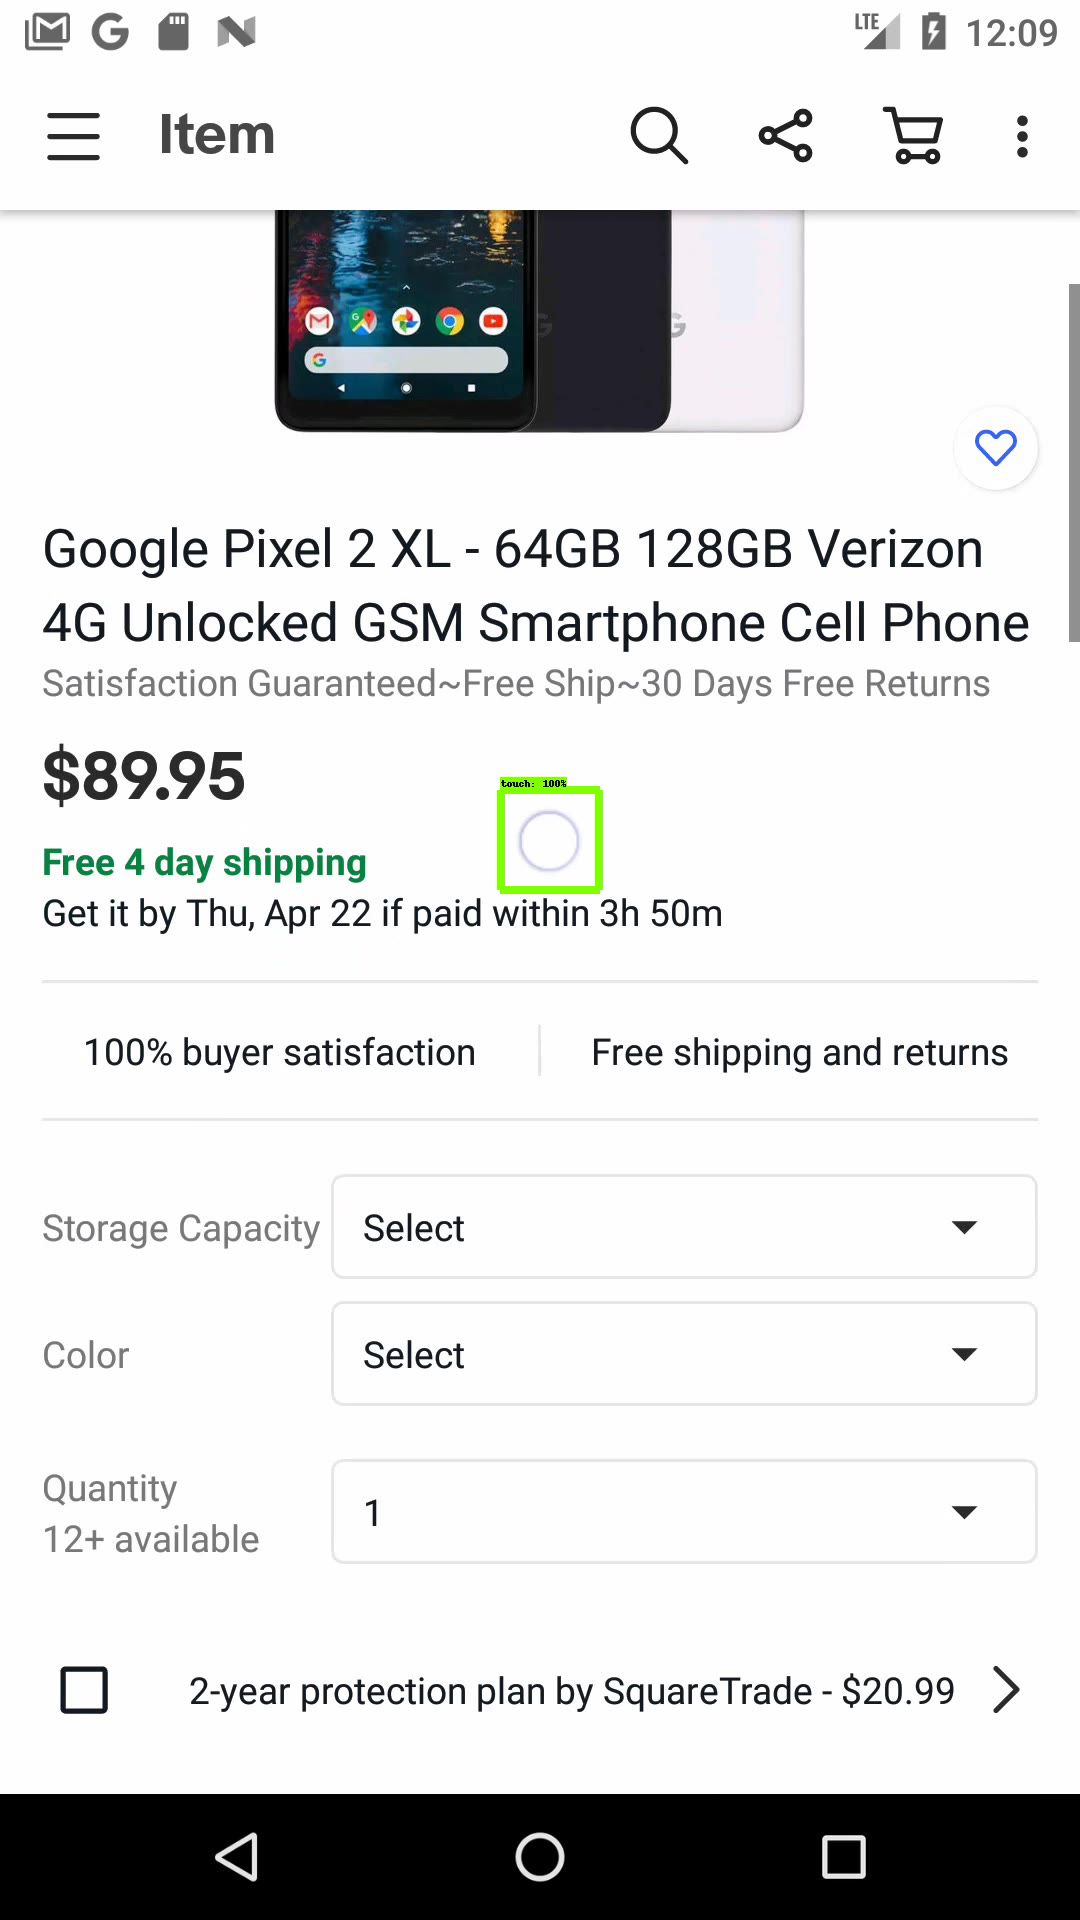 LTE 12:09
Item
Google Pixel 2 XL - 64GB 128GB Verizon
4G Unlocked GSM Smartphone Cell Phone
Satisfaction Guaranteed~Free Ship~30 Days Free Returns
$89.95
touch: 100%
Free 4 day shipping
Get it by Thu, Apr 22 if paid within 3h 50m
100% buyer satisfaction
Free shipping and returns
Storage Capacity Select
Color Select
Quantity
12+ available
1
2-year protection plan by SquareTrade - $20.99